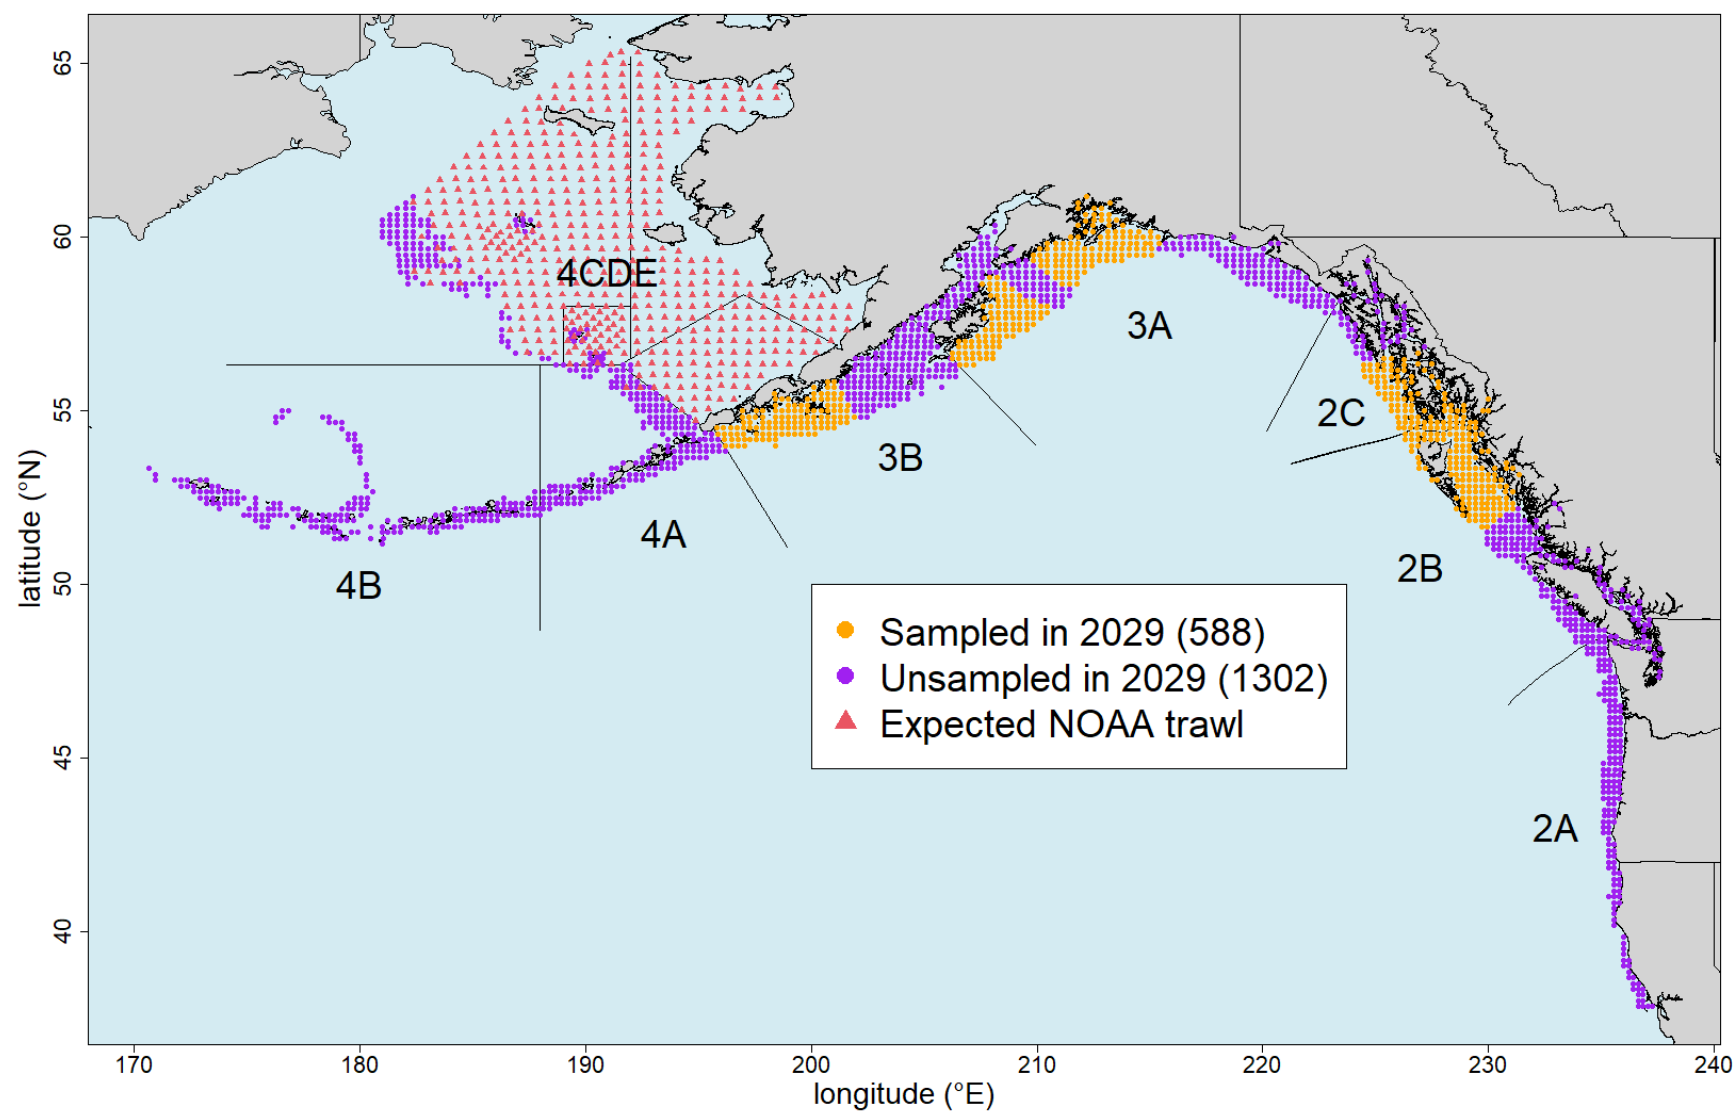 65
60
55
50
45
40
latitude (°N)
4CDE
3A
2C
3B
4A
2B
4B
2A
Sampled in 2029 (588)
Unsampled in 2029 (1302)
Expected NOAA trawl
170
180
190
200
210
220
230
240
longitude (°E)